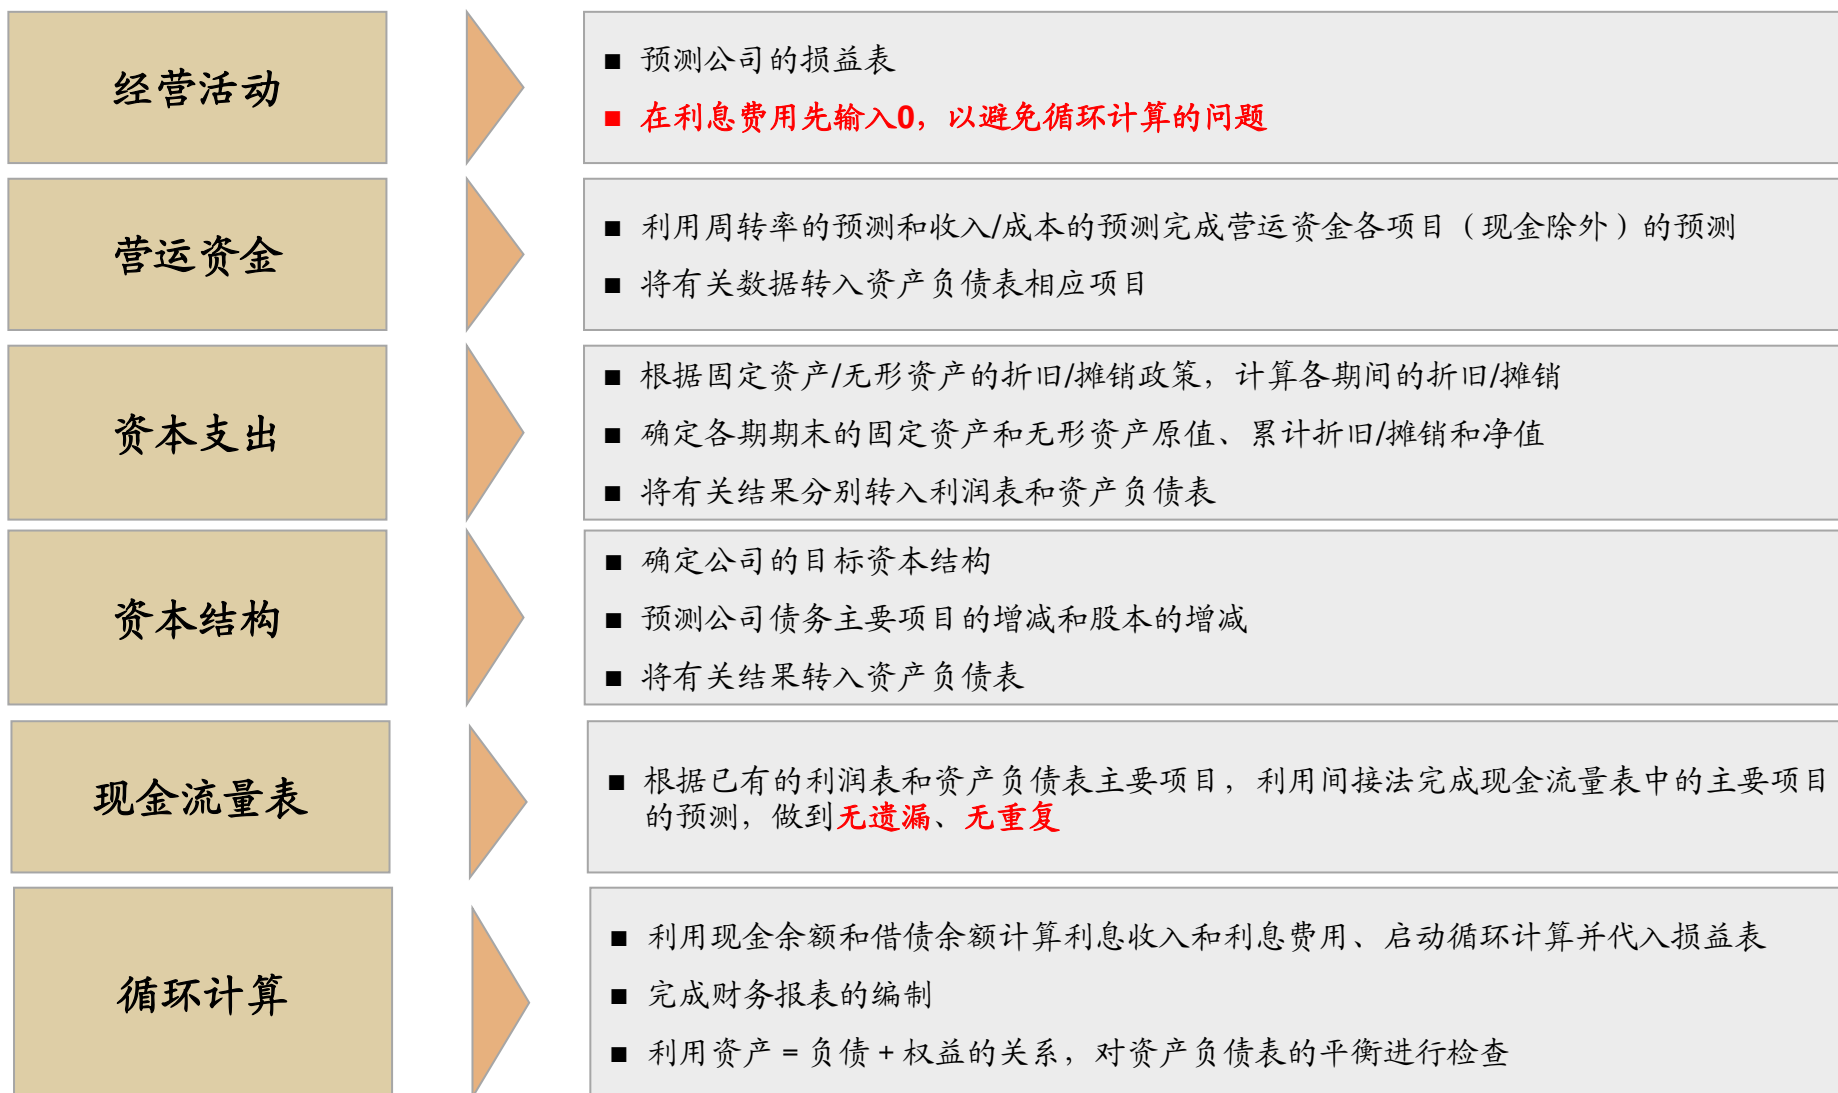 经营活动
■ 预测公司的损益表
■ 在利息费用先输入0，以避免循环计算的问题
营运资金
■ 利用周转率的预测和收入/成本的预测完成营运资金各项目（现金除外）的预测
■ 将有关数据转入资产负债表相应项目
资本支出
■ 根据固定资产/无形资产的折旧/摊销政策，计算各期间的折旧/摊销
■ 确定各期期末的固定资产和无形资产原值、累计折旧/摊销和净值
■ 将有关结果分别转入利润表和资产负债表
资本结构
■ 确定公司的目标资本结构
■ 预测公司债务主要项目的增减和股本的增减
■ 将有关结果转入资产负债表
现金流量表
■ 根据已有的利润表和资产负债表主要项目，利用间接法完成现金流量表中的主要项目
的预测，做到无遗漏、无重复
循环计算
■ 利用现金余额和借债余额计算利息收入和利息费用、启动循环计算并代入损益表
■ 完成财务报表的编制
■ 利用资产 = 负债 + 权益的关系，对资产负债表的平衡进行检查